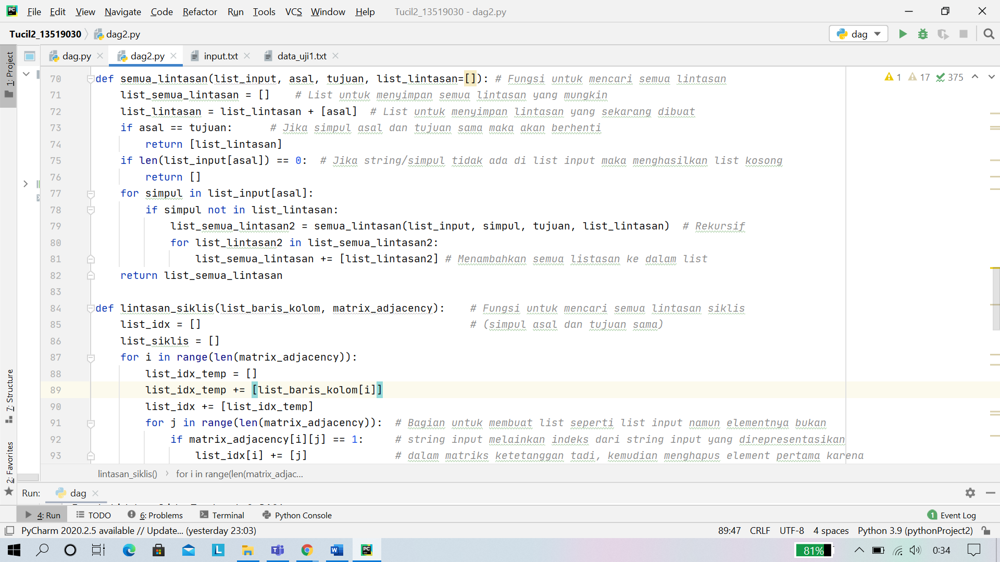 File Edit View Navigate Code Refactor Run Tools VCS Window Help Tucil2_13519030 - dag2.py
Tucil2_13519030 dag2.py dag
1: Project
dag.py dag2.py input.txt data_uji1.txt
1 17 375
70 def semua_lintasan(list_input, asal, tujuan, list_lintasan=[]): # Fungsi untuk mencari semua lintasan
71 list_semua_lintasan = [] # List untuk menyimpan semua lintasan yang mungkin
72 list_lintasan = list_lintasan + [asal] # List untuk menyimpan lintasan yang sekarang dibuat
73 if asal == tujuan: # Jika simpul asal dan tujuan sama maka akan berhenti
74 return [list_lintasan]
75 if len(list_input[asal]) == 0: # Jika string/simpul tidak ada di list input maka menghasilkan list kosong
76 return []
77 for simpul in list_input[asal]:
78 if simpul not in list_lintasan:
79 list_semua_lintasan2 = semua_lintasan(list_input, simpul, tujuan, list_lintasan) # Rekursif
80 for list_lintasan2 in list_semua_lintasan2:
81 list_semua_lintasan += [list_lintasan2] # Menambahkan semua listasan ke dalam list
82 return list_semua_lintasan
83
84 def lintasan_siklis(list_baris_kolom, matrix_adjacency): # Fungsi untuk mencari semua lintasan siklis
85 list_idx = [] # (simpul asal dan tujuan sama)
86 list_siklis = []
87 for i in range(len(matrix_adjacency)):
88 list_idx_temp = []
89 list_idx_temp += [list_baris_kolom[i]]
90 list_idx += [list_idx_temp]
91 for j in range(len(matrix_adjacency)): # Bagian untuk membuat list seperti list input namun elementnya bukan
92 if matrix_adjacency[i][j] == 1: # string input melainkan indeks dari string input yang direpresentasikan
93 list_idx[i] += [j] # dalam matriks ketetanggan tadi, kemudian menghapus element pertama karena
7: Structure
2: Favorites
lintasan_siklis() for i in range(len(matrix_adjac...
Run: dag
4: Run TODO 6: Problems Terminal Python Console 1 Event Log
PyCharm 2020.2.5 available // Update... (yesterday 23:03) 89:47 CRLF UTF-8 4 spaces Python 3.9 (pythonProject2)
81% 0:34